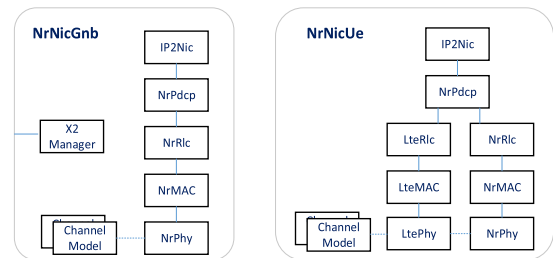 NrNicGnb
IP2Nic
NrPdcp
X2
Manager
NrRlc
NrMAC
Channel
Model
NrPhy
NrNicUe
IP2Nic
NrPdcp
LteRlc
NrRlc
LteMAC
NrMAC
Channel
Model
LtePhy
NrPhy